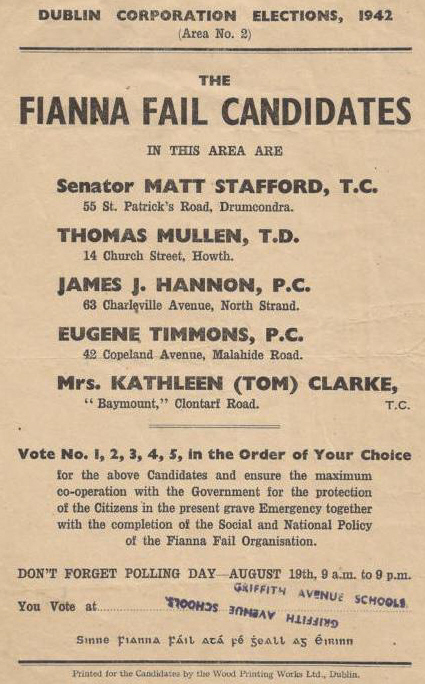 DUBLIN CORPORATION ELECTIONS, 1942
(Area No. 2)
THE
FIANNA FAIL CANDIDATES
IN THIS AREA ARE
Senator MATT STAFFORD, T.C.
55 St. Patrick's Road, Drumcondra.
THOMAS MULLEN, T.D.
14 Church Street, Howth.
JAMES J. HANNON, P.C.
63 Charleville Avenue, North Strand.
EUGENE TIMMONS, P.C.
42 Copeland Avenue, Malahide Road.
Mrs. KATHLEEN (TOM) CLARKE,
"Baymount," Clontarf Road. T.C.
Vote No. 1, 2, 3, 4, 5, in the Order of Your Choice
for the above Candidates and ensure the maximum
co-operation with the Government for the protection
of the Citizens in the present grave Emergency together
with the completion of the Social and National Policy
of the Fianna Fail Organisation.
DON'T FORGET POLLING DAY—AUGUST 19th, 9 a.m. to 9 p.m.
GRIFFITH AVENUE SCHOOLS.
You Vote at
GRIFFITH AVENUE SCHOOLS
Sinne Fianna Fáil atá fé ġeall ag Éirinn
Printed for the Candidates by the Wood Printing Works Ltd., Dublin.